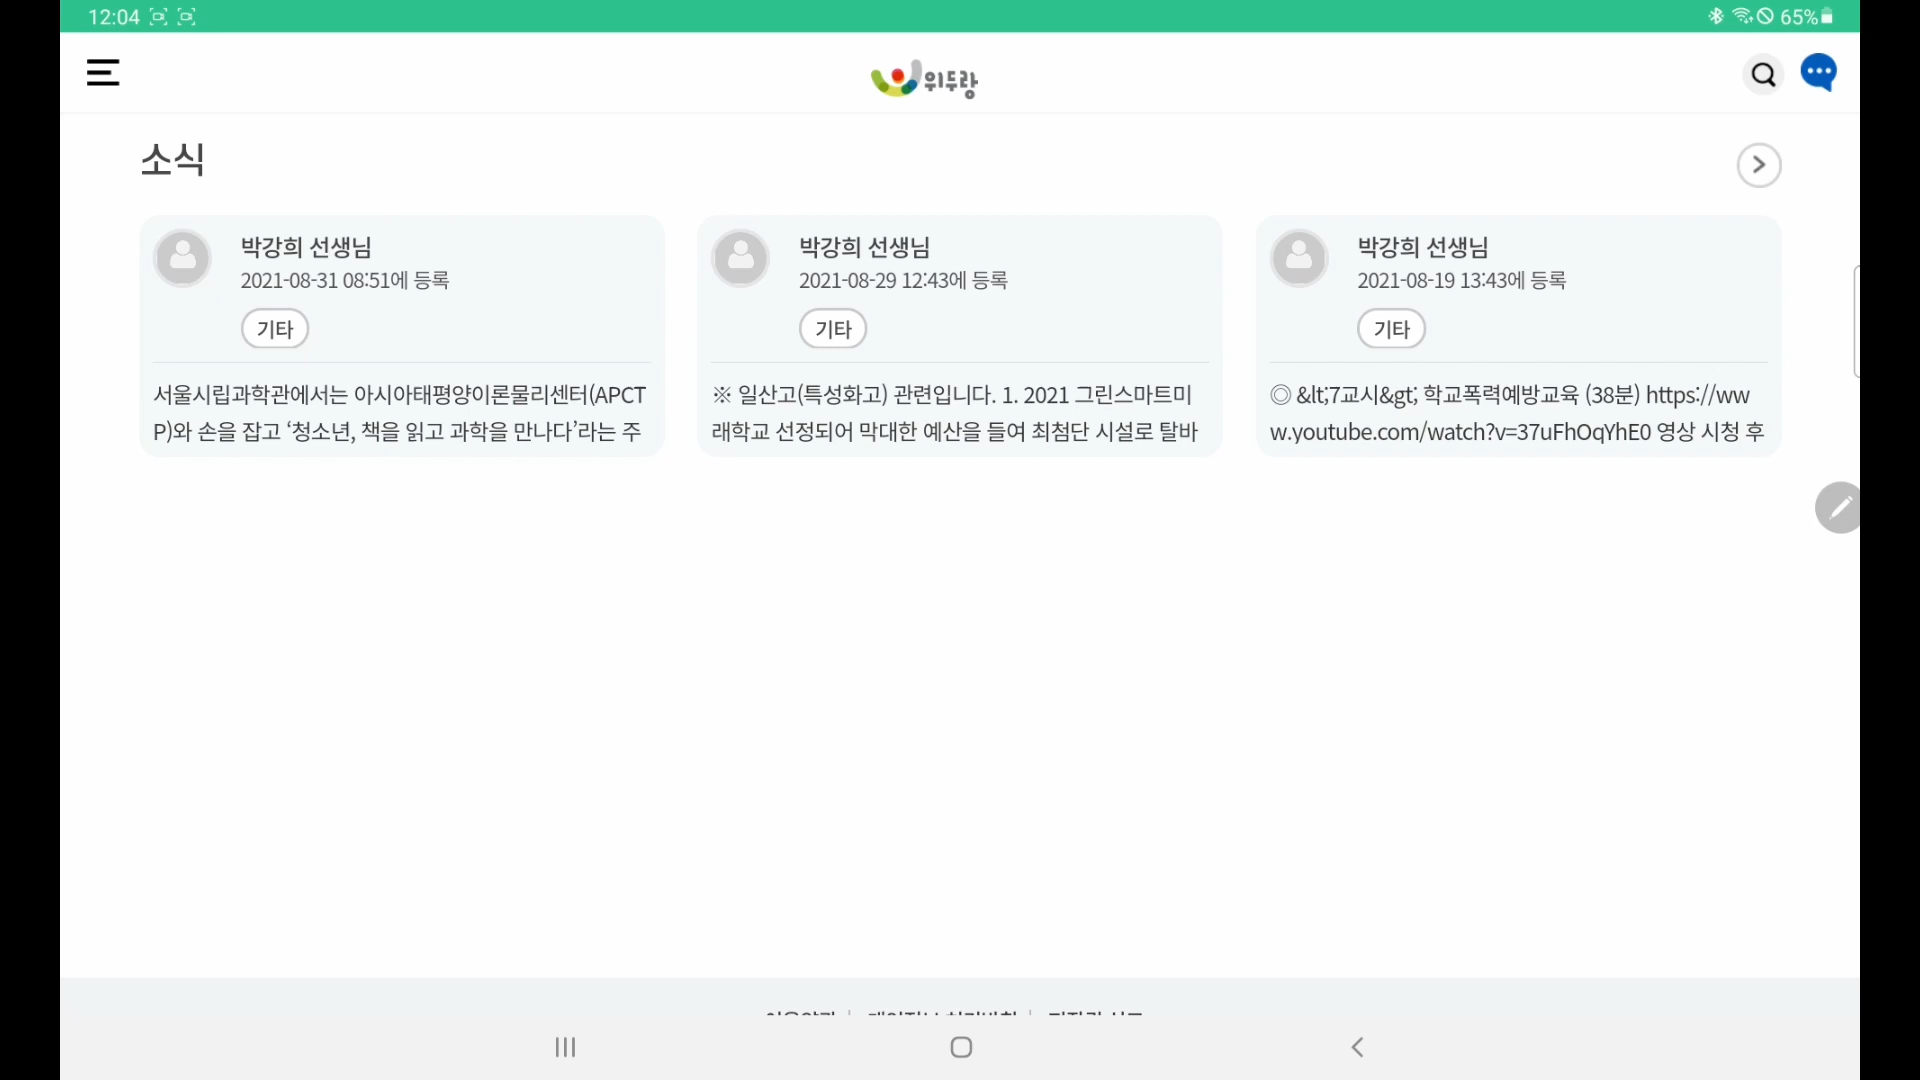 12:04
65%
위두랑
소식
박강희 선생님
2021-08-31 08:51에 등록
기타
서울시립과학관에서는 아시아태평양이론물리센터(APCT
P)와 손을 잡고 ‘청소년, 책을 읽고 과학을 만나다’라는 주
박강희 선생님
2021-08-29 12:43에 등록
기타
※ 일산고(특성화고) 관련입니다. 1. 2021 그린스마트미
래학교 선정되어 막대한 예산을 들여 최첨단 시설로 탈바
박강희 선생님
2021-08-19 13:43에 등록
기타
◎ &lt;7교시&gt; 학교폭력예방교육 (38분) https://ww
w.youtube.com/watch?v=37uFhOqYhE0 영상 시청 후